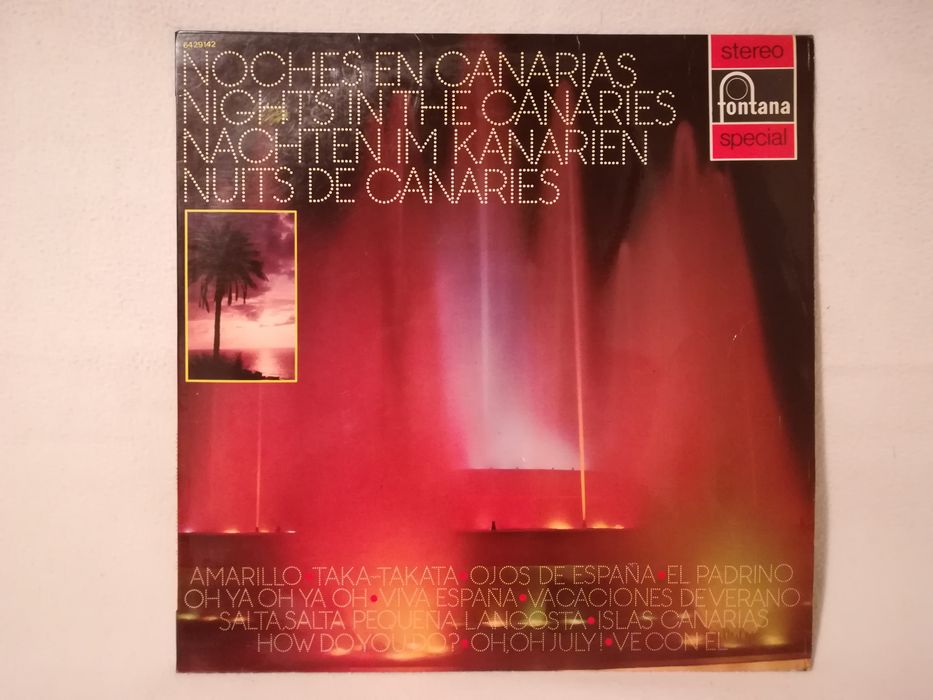 6429142
NOCHES EN CANARIAS
NIGHTS IN THE CANARIES
NACHTEN IM KANARIEN
NUITS DE CANARIES
stereo
fontana
special
AMARILLO • TAKA-TAKATA • OJOS DE ESPAÑA • EL PADRINO
OH YA OH YA OH • VIVA ESPAÑA • VACACIONES DE VERANO
SALTA, SALTA PEQUEÑA LANGOSTA • ISLAS CANARIAS
HOW DO YOU DO? • OH, OH JULY! • VE CON EL